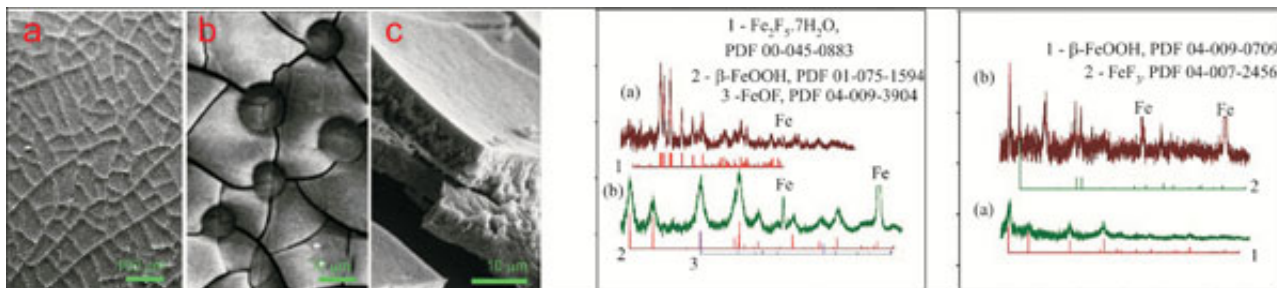 a
b
c
10 µm
1 - Fe₂F₅.7H₂O,
PDF 00-045-0883
2 - β-FeOOH, PDF 01-075-1594
3 -FeOF, PDF 04-009-3904
(a)
Fe
1
(b)
Fe
Fe
2
3
1 - β-FeOOH, PDF 04-009-0709
2 - FeF₃, PDF 04-007-2456
(b)
Fe
Fe
2
(a)
1